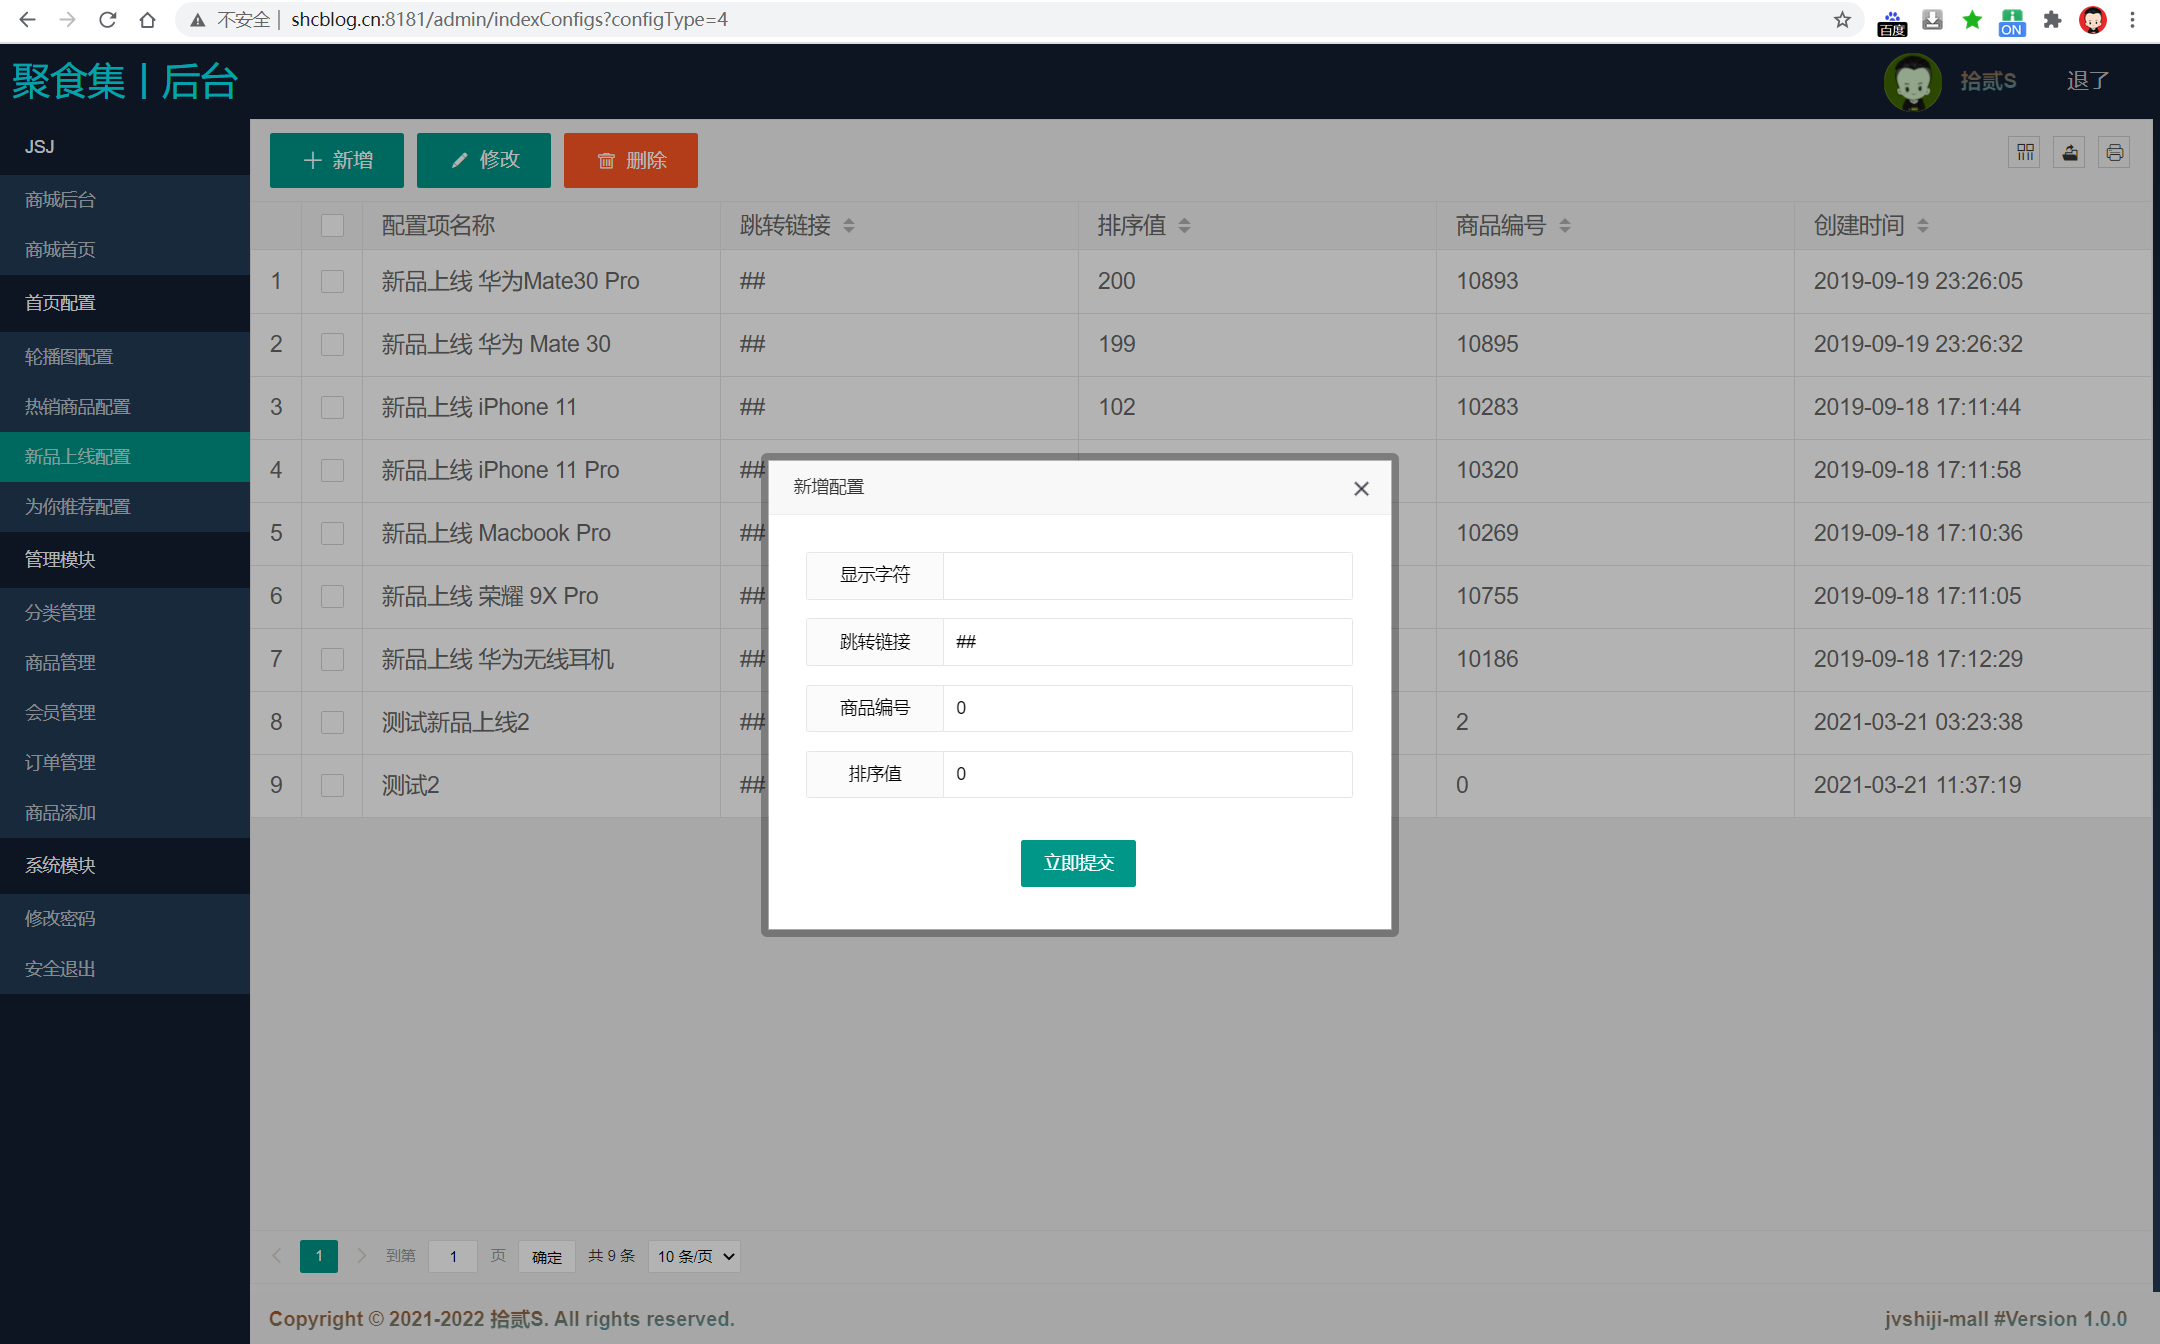 不安全 | shcblog.cn:8181/admin/indexConfigs?configType=4
百度
ON
聚食集丨后台
拾贰S 退了
JSJ
商城后台
商城首页
首页配置
轮播图配置
热销商品配置
新品上线配置
为你推荐配置
管理模块
分类管理
商品管理
会员管理
订单管理
商品添加
系统模块
修改密码
安全退出
新增 修改 删除
配置项名称 跳转链接 排序值 商品编号 创建时间
1 新品上线 华为Mate30 Pro ## 200 10893 2019-09-19 23:26:05
2 新品上线 华为 Mate 30 ## 199 10895 2019-09-19 23:26:32
3 新品上线 iPhone 11 ## 102 10283 2019-09-18 17:11:44
4 新品上线 iPhone 11 Pro ## 10320 2019-09-18 17:11:58
5 新品上线 Macbook Pro ## 10269 2019-09-18 17:10:36
6 新品上线 荣耀 9X Pro ## 10755 2019-09-18 17:11:05
7 新品上线 华为无线耳机 ## 10186 2019-09-18 17:12:29
8 测试新品上线2 ## 2 2021-03-21 03:23:38
9 测试2 ## 0 2021-03-21 11:37:19
新增配置
显示字符
跳转链接 ##
商品编号 0
排序值 0
立即提交
1 到第 1 页 确定 共 9 条 10 条/页
Copyright © 2021-2022 拾贰S. All rights reserved.
jvshiji-mall #Version 1.0.0